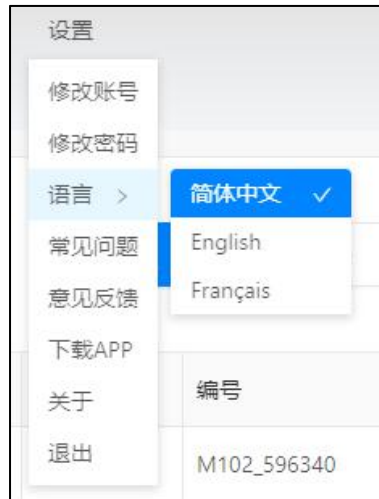 设置
修改账号
修改密码
语言 >
简体中文 ✓
English
Français
常见问题
意见反馈
下载APP
关于
退出
编号
M102_596340